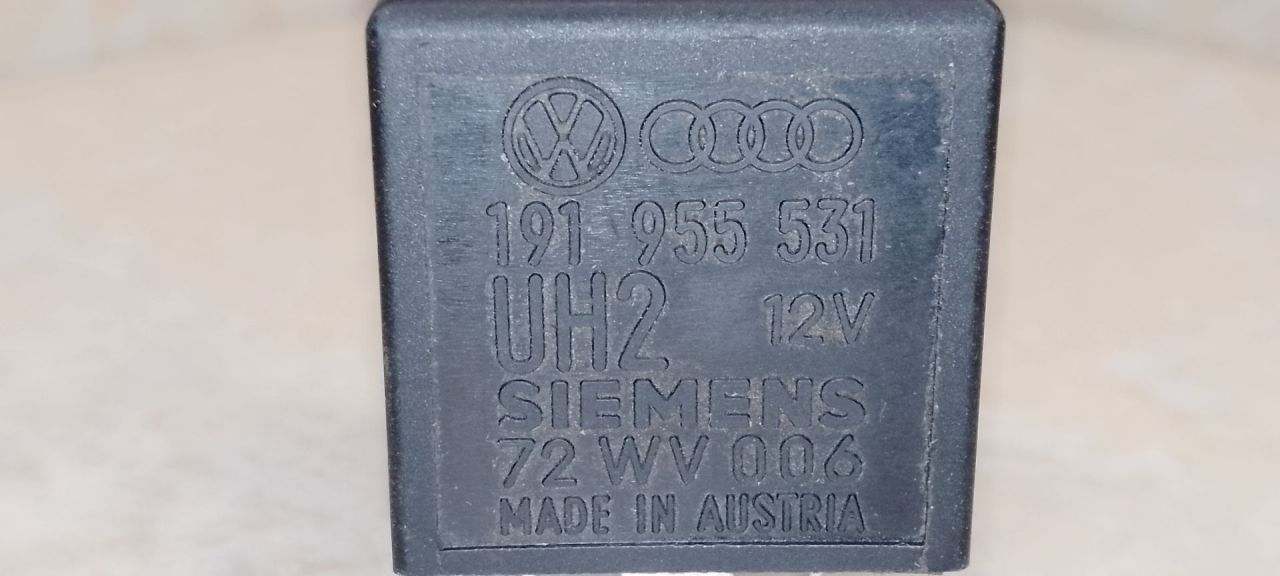 191 955 531
UH2 12V
SIEMENS
72 WV 006
MADE IN AUSTRIA